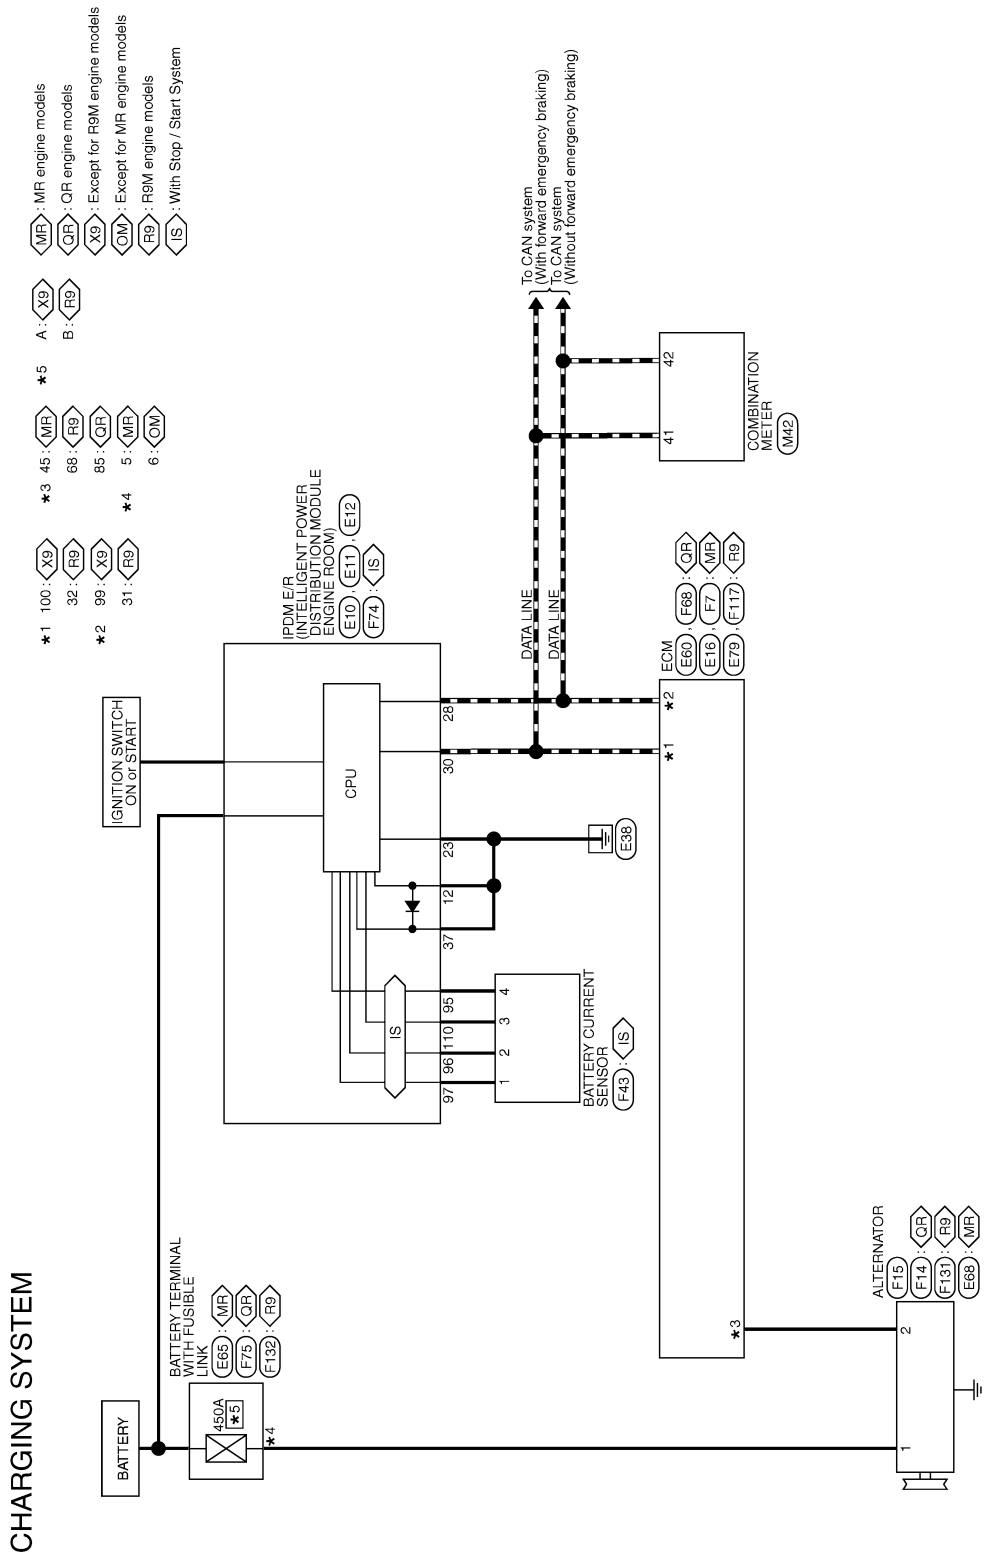 CHARGING SYSTEM
BATTERY
IGNITION SWITCH
ON or START
★1 100 : X9
32 : R9
★2 99 : X9
31 : R9
★3 45 : MR
68 : R9
85 : QR
★4 5 : MR
6 : OM
★5 A : X9
B : R9
MR : MR engine models
QR : QR engine models
X9 : Except for R9M engine models
OM : Except for MR engine models
R9 : R9M engine models
IS : With Stop / Start System
BATTERY TERMINAL
WITH FUSIBLE
LINK
E65 : MR
F75 : QR
F132 : R9
450A
★5
★4
IPDM E/R
(INTELLIGENT POWER
DISTRIBUTION MODULE
ENGINE ROOM)
E10 , E11 , E12
F74 : IS
CPU
IS
97 96 110 95 37 12 23 30 28
1 2 3 4
BATTERY CURRENT
SENSOR
F43 : IS
E38
DATA LINE
DATA LINE
To CAN system
(With forward emergency braking)
To CAN system
(Without forward emergency braking)
ECM
E60 , F68 : QR
E16 , F7 : MR
E79 , F117 : R9
★1 ★2
★3
41 42
COMBINATION
METER
M42
ALTERNATOR
F15
F14 : QR
F131 : R9
E68 : MR
1 2